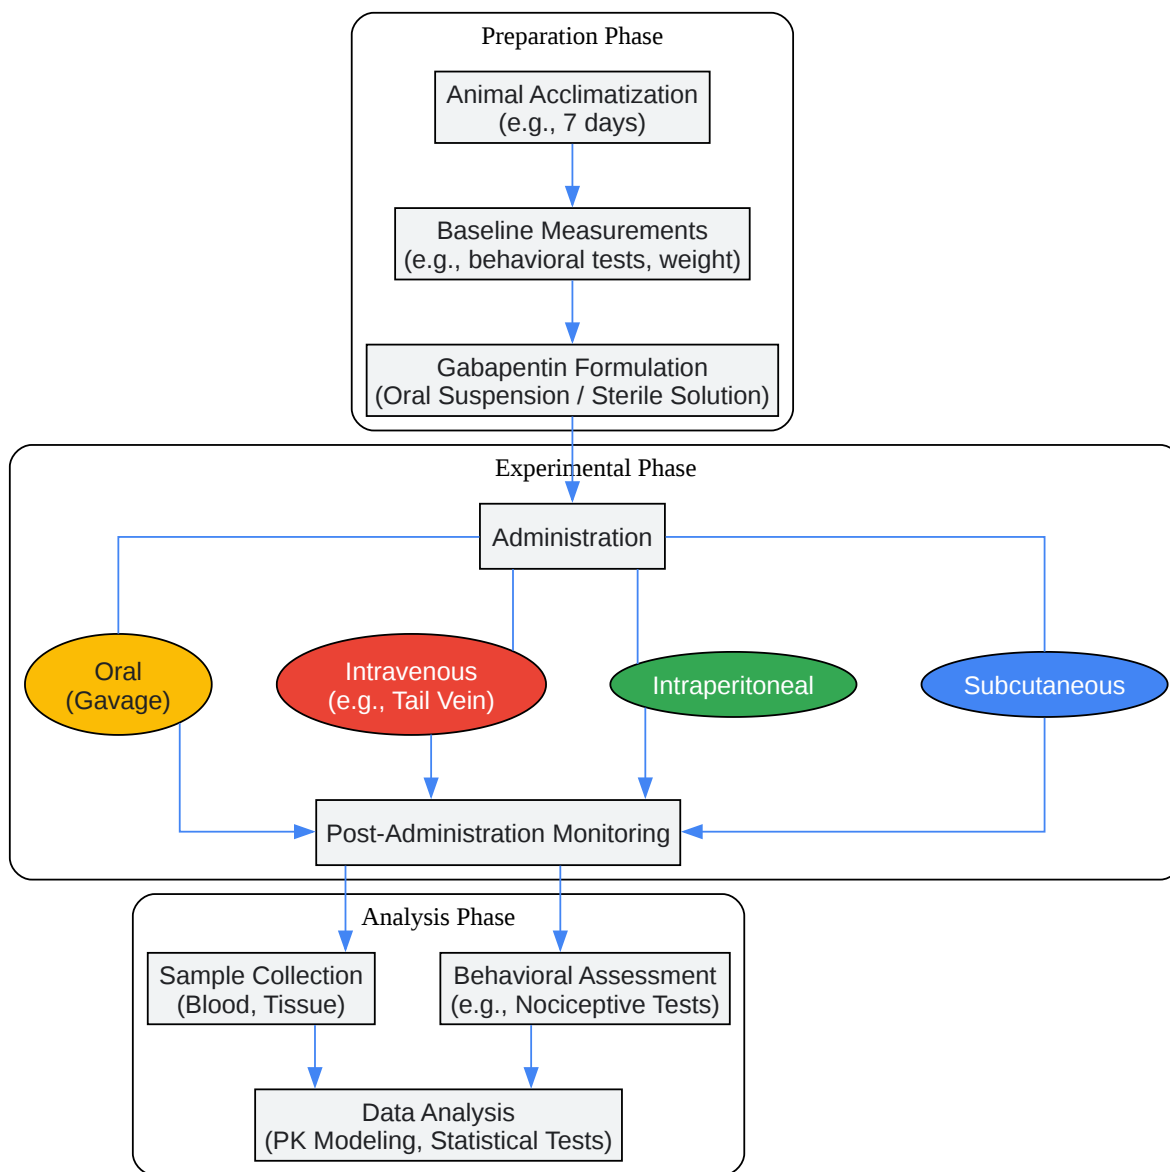 Preparation Phase
Animal Acclimatization
(e.g., 7 days)
Baseline Measurements
(e.g., behavioral tests, weight)
Gabapentin Formulation
(Oral Suspension / Sterile Solution)
Experimental Phase
Administration
Oral
(Gavage)
Intravenous
(e.g., Tail Vein)
Intraperitoneal
Subcutaneous
Post-Administration Monitoring
Analysis Phase
Sample Collection
(Blood, Tissue)
Behavioral Assessment
(e.g., Nociceptive Tests)
Data Analysis
(PK Modeling, Statistical Tests)